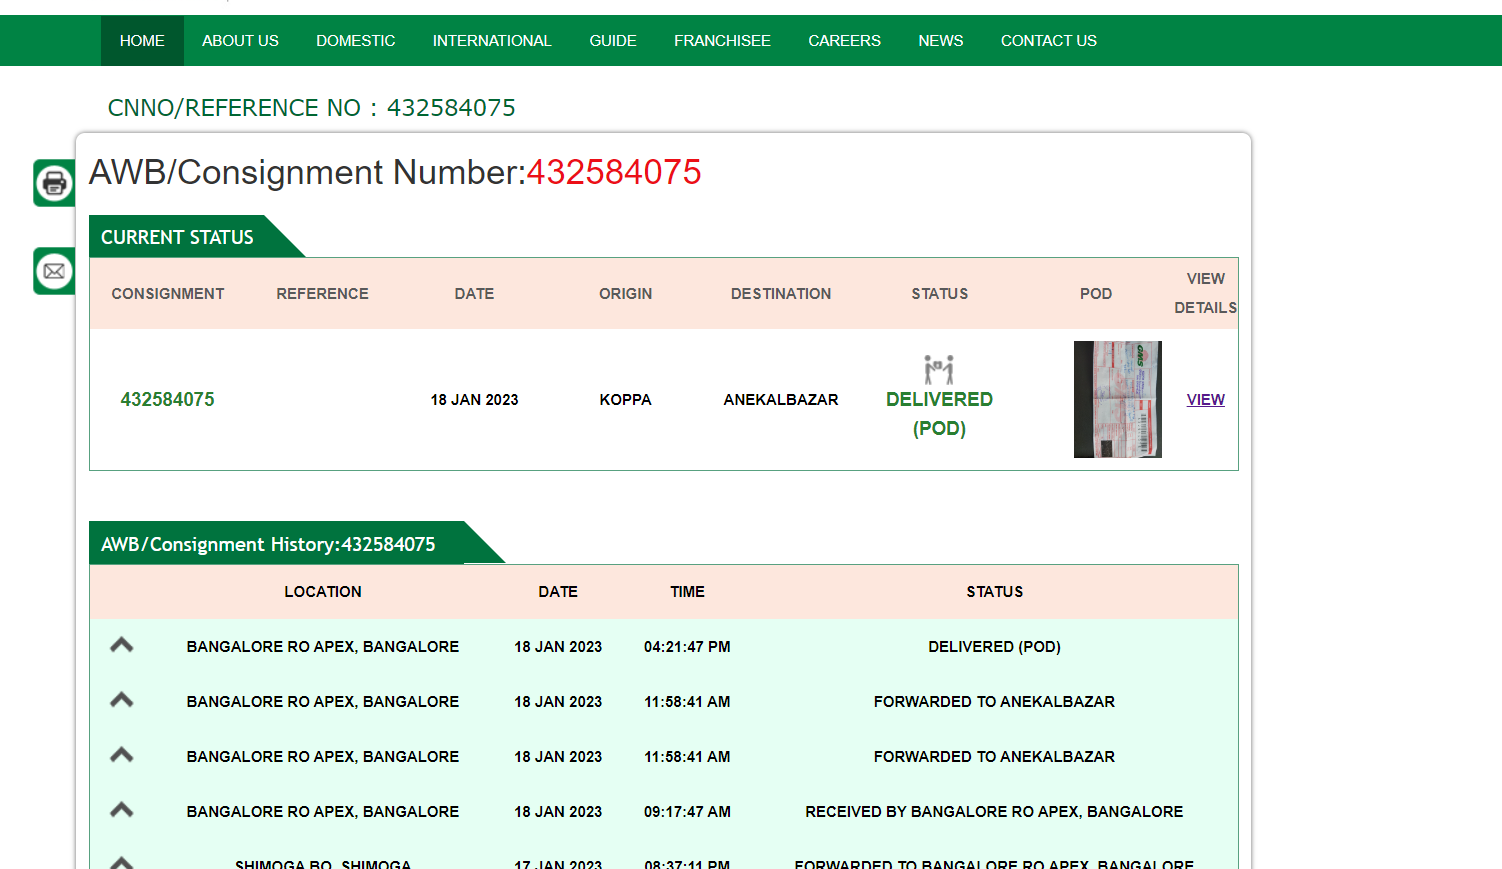 HOME ABOUT US DOMESTIC INTERNATIONAL GUIDE FRANCHISEE CAREERS NEWS CONTACT US
CNNO/REFERENCE NO : 432584075
AWB/Consignment Number:432584075
CURRENT STATUS
CONSIGNMENT REFERENCE DATE ORIGIN DESTINATION STATUS POD VIEW DETAILS
432584075 18 JAN 2023 KOPPA ANEKALBAZAR DELIVERED (POD) VIEW
AWB/Consignment History:432584075
LOCATION DATE TIME STATUS
BANGALORE RO APEX, BANGALORE 18 JAN 2023 04:21:47 PM DELIVERED (POD)
BANGALORE RO APEX, BANGALORE 18 JAN 2023 11:58:41 AM FORWARDED TO ANEKALBAZAR
BANGALORE RO APEX, BANGALORE 18 JAN 2023 11:58:41 AM FORWARDED TO ANEKALBAZAR
BANGALORE RO APEX, BANGALORE 18 JAN 2023 09:17:47 AM RECEIVED BY BANGALORE RO APEX, BANGALORE
SHIMOGA BO, SHIMOGA 17 JAN 2023 08:37:11 PM FORWARDED TO BANGALORE RO APEX, BANGALORE